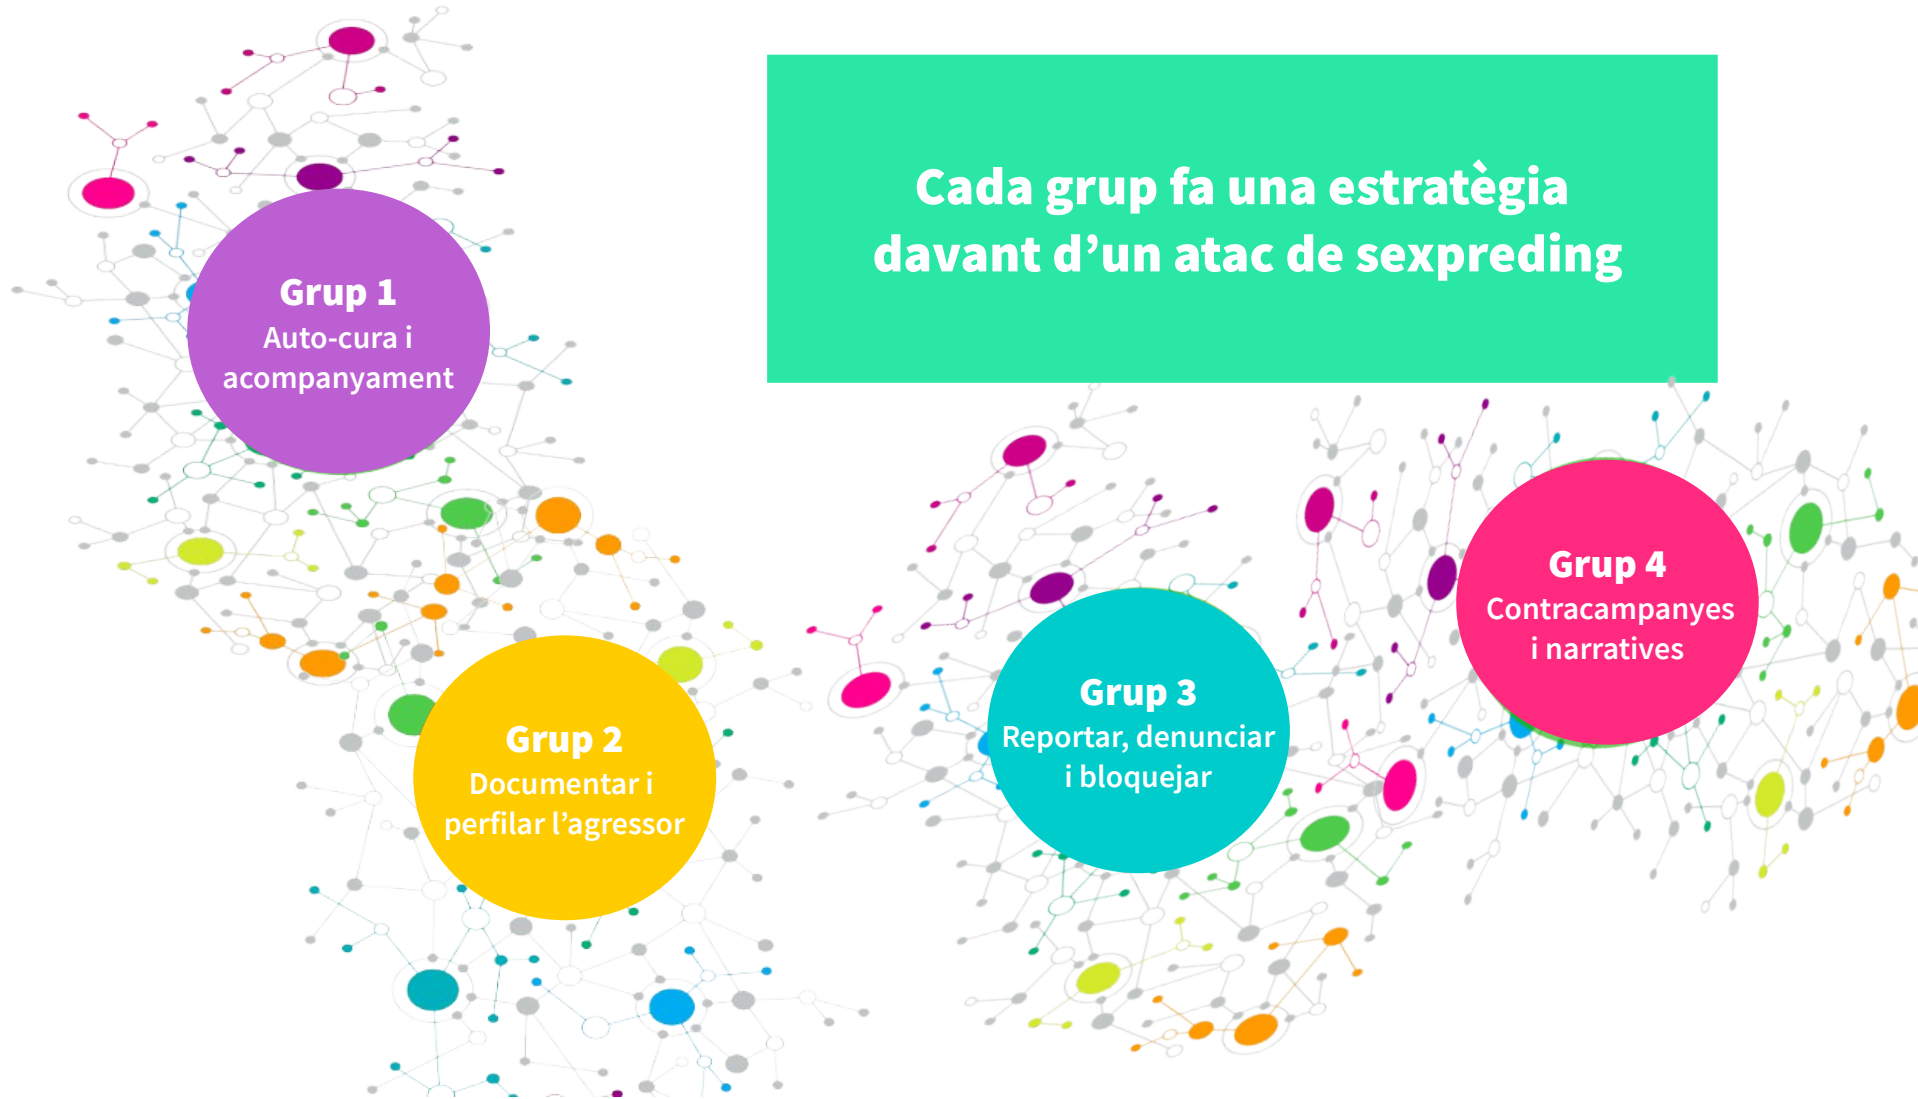 Cada grup fa una estratègia
davant d’un atac de sexpreding
Grup 1
Auto-cura i
acompanyament
Grup 2
Documentar i
perfilar l’agressor
Grup 3
Reportar, denunciar
i bloquejar
Grup 4
Contracampanyes
i narratives